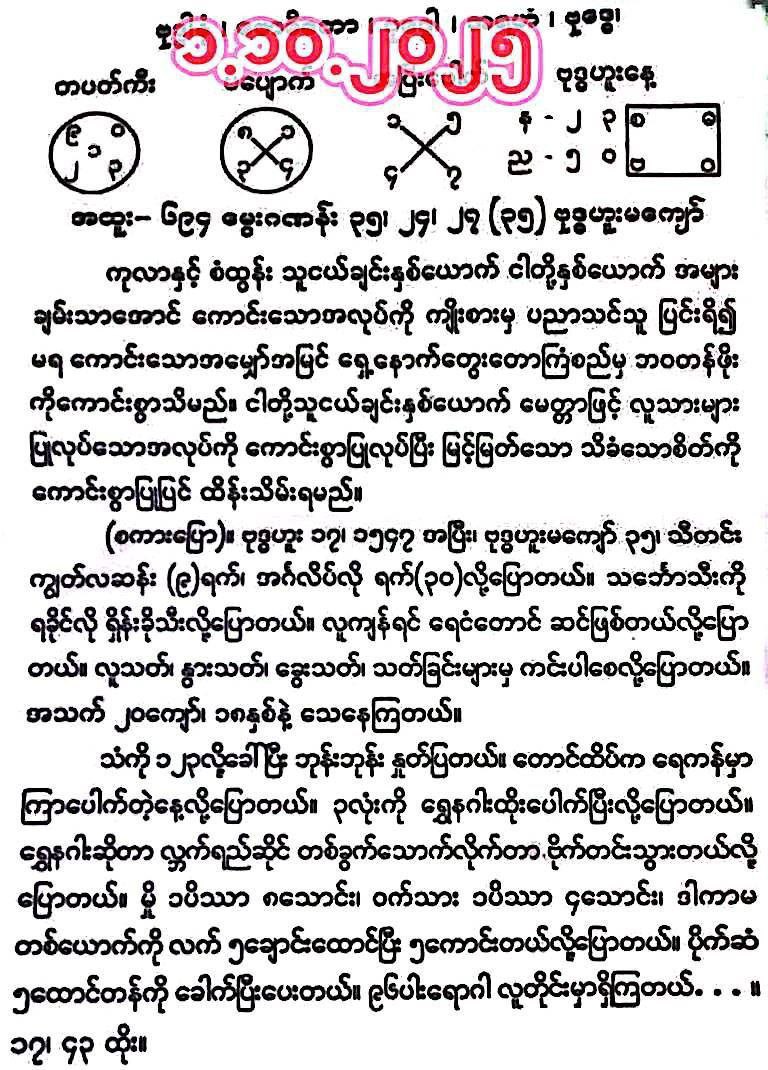 ၁.၁၀.၂၀၂၅
တပတ်ကီး
ဗုဒ္ဓဟူးနေ့
၉ ၀ ၁ ၂ ၃
၈ ၁ ၃ ၄
၁ ၅ ၄ ၇
န - ၂ ၃
ည - ၅ ၀
စ ဓ ဗ ဝ
အထူး- ၆၉၄ မွေးဂဏန်း ၃၅၊ ၂၄၊ ၂၇ (၃၅) ဗုဒ္ဓဟူးမကျော်
ကုလာနှင့် စံထွန်း သူငယ်ချင်းနှစ်ယောက် ငါတို့နှစ်ယောက် အများ
ချမ်းသာအောင် ကောင်းသောအလုပ်ကို ကျိုးစားမှ ပညာသင်သူ ပြင်းရိ၍
မရ ကောင်းသောအမျှော်အမြင် ရှေ့နောက်တွေးတောကြံစည်မှ ဘဝတန်ဖိုး
ကိုကောင်းစွာသိမည်။ ငါတို့သူငယ်ချင်းနှစ်ယောက် မေတ္တာဖြင့် လူသားများ
ပြုလုပ်သောအလုပ်ကို ကောင်းစွာပြုလုပ်ပြီး မြင့်မြတ်သော သိခံသောစိတ်ကို
ကောင်းစွာပြုပြင် ထိန်းသိမ်းရမည်။
(စကားပြော)။ ဗုဒ္ဓဟူး ၁၇၊ ၁၅၄၇ အပြီး၊ ဗုဒ္ဓဟူးမကျော် ၃၅၊ သီတင်း
ကျွတ်လဆန်း (၉)ရက်၊ အင်္ဂလိပ်လို ရက်(၃၀)လို့ပြောတယ်။ သင်္ဘောသီးကို
ရခိုင်လို ရှိန်းခိုသီးလို့ပြောတယ်။ လူကျန်ရင် ရေငံတောင် ဆင်ဖြစ်တယ်လို့ပြော
တယ်။ လူသတ်၊ နွားသတ်၊ ခွေးသတ်၊ သတ်ခြင်းများမှ ကင်းပါစေလို့ပြောတယ်။
အသက် ၂၀ကျော်၊ ၁၈နှစ်နဲ့ သေနေကြတယ်။
သံကို ၁၂၃လို့ခေါ်ပြီး ဘုန်းဘုန်း နှုတ်ပြတယ်။ တောင်ထိပ်က ရေကန်မှာ
ကြာပေါက်တဲ့နေ့လို့ပြောတယ်။ ၃လုံးကို ရွှေနဂါးထိုးပေါက်ပြီးလို့ပြောတယ်။
ရွှေနဂါးဆိုတာ လ္ဘက်ရည်ဆိုင် တစ်ခွက်သောက်လိုက်တာ ဗိုက်တင်းသွားတယ်လို့
ပြောတယ်။ မှို ၁ပိဿာ ၈သောင်း၊ ဝက်သား ၁ပိဿာ ၄သောင်း၊ ဒါကာမ
တစ်ယောက်ကို လက် ၅ချောင်းထောင်ပြီး ၅ကောင်းတယ်လို့ပြောတယ်။ ပိုက်ဆံ
၅ထောင်တန်ကို ခေါက်ပြီးပေးတယ်။ ၉၆ပါးရောဂါ လူတိုင်းမှာရှိကြတယ်. . . ။
၁၇၊ ၄၃ ထိုး။